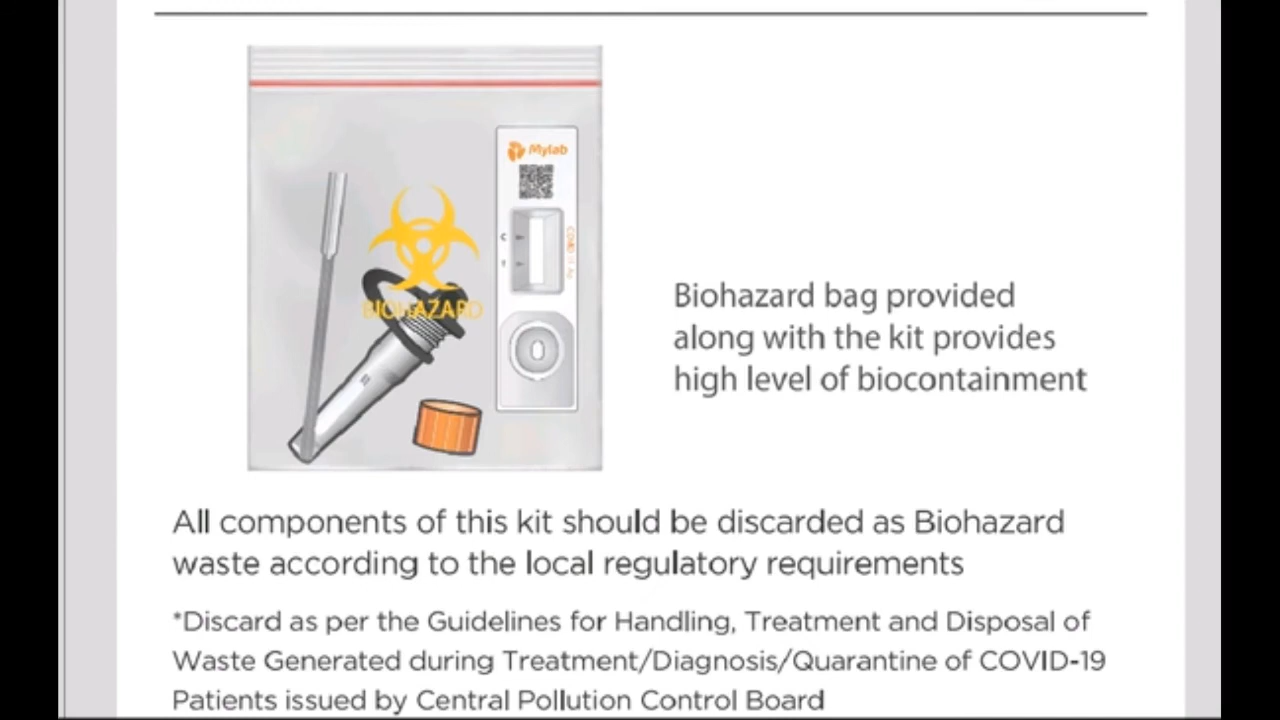 Mylab
C
T
BIOHAZARD
Biohazard bag provided
along with the kit provides
high level of biocontainment
All components of this kit should be discarded as Biohazard
waste according to the local regulatory requirements
*Discard as per the Guidelines for Handling, Treatment and Disposal of
Waste Generated during Treatment/Diagnosis/Quarantine of COVID-19
Patients issued by Central Pollution Control Board